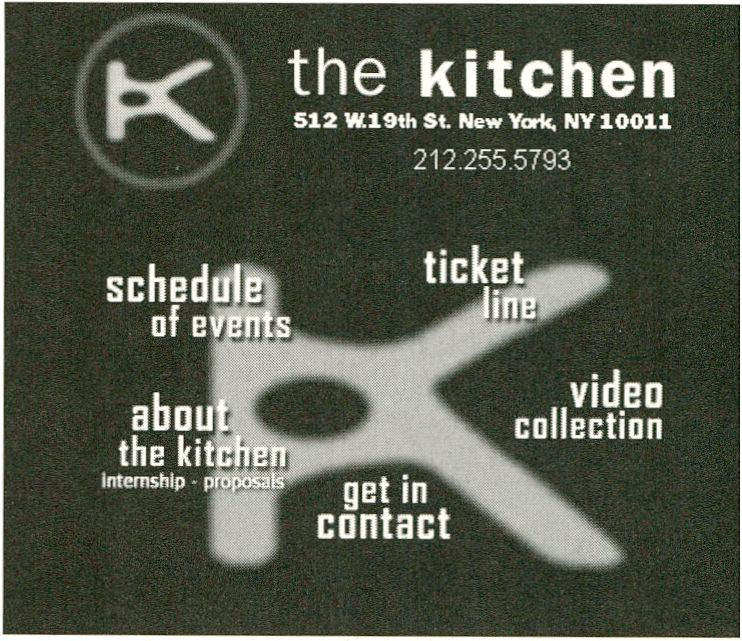 the kitchen
512 W.19th St. New York, NY 10011
212.255.5793
schedule
of events
ticket
line
about
the kitchen
internship - proposals
video
collection
get in
contact